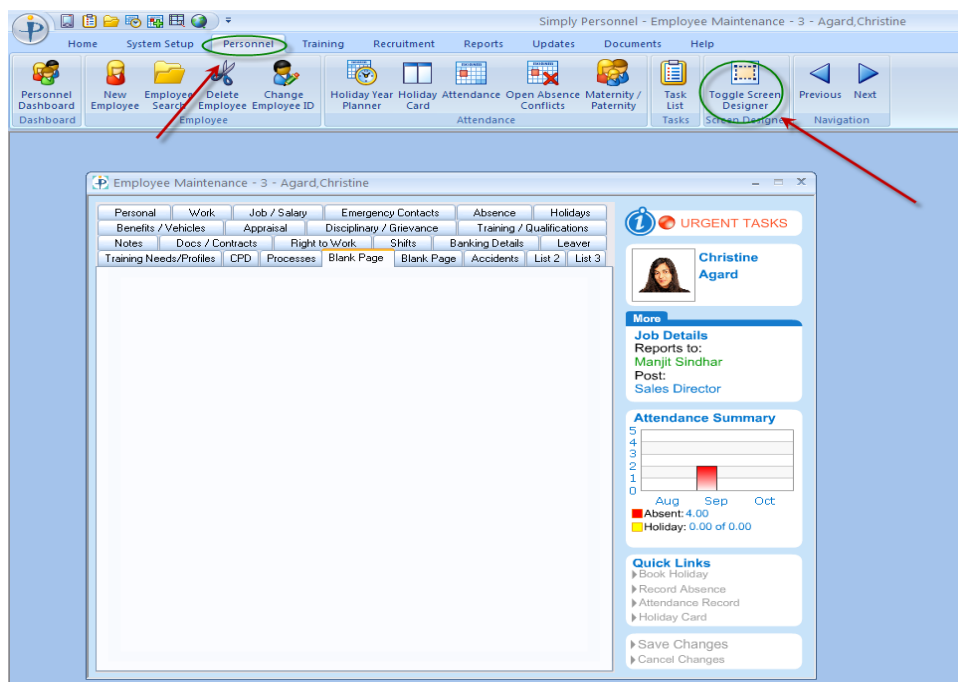 Simply Personnel - Employee Maintenance - 3 - Agard,Christine
Home System Setup Personnel Training Recruitment Reports Updates Documents Help
Personnel Dashboard
New Employee
Employee Search
Delete Employee
Change Employee ID
Holiday Year Planner
Holiday Card
Attendance
Open Absence Conflicts
Maternity / Paternity
Task List
Toggle Screen Designer
Previous
Next
Dashboard Employee Attendance Tasks Screen Designer Navigation
Employee Maintenance - 3 - Agard,Christine
Personal Work Job / Salary Emergency Contacts Absence Holidays
Benefits / Vehicles Appraisal Disciplinary / Grievance Training / Qualifications
Notes Docs / Contracts Right to Work Shifts Banking Details Leaver
Training Needs/Profiles CPD Processes Blank Page Blank Page Accidents List 2 List 3
URGENT TASKS
Christine
Agard
More
Job Details
Reports to:
Manjit Sindhar
Post:
Sales Director
Attendance Summary
5
4
3
2
1
0
Aug Sep Oct
Absent: 4.00
Holiday: 0.00 of 0.00
Quick Links
Book Holiday
Record Absence
Attendance Record
Holiday Card
Save Changes
Cancel Changes